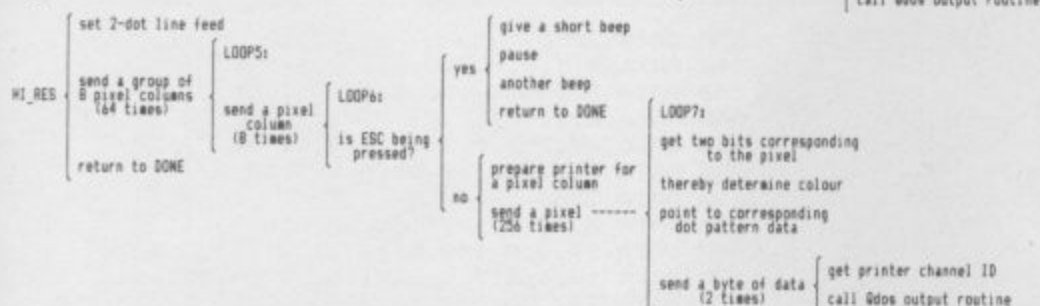 call Qdos output routine
HI_RES
set 2-dot line feed
send a group of
8 pixel columns
(64 times)
return to DONE
LOOP5:
send a pixel
column
(8 times)
LOOP6:
is ESC being
pressed?
yes
give a short beep
pause
another beep
return to DONE
no
prepare printer for
a pixel column
send a pixel ------
(256 times)
LOOP7:
get two bits corresponding
to the pixel
thereby determine colour
point to corresponding
dot pattern data
send a byte of data
(2 times)
get printer channel ID
call Qdos output routine